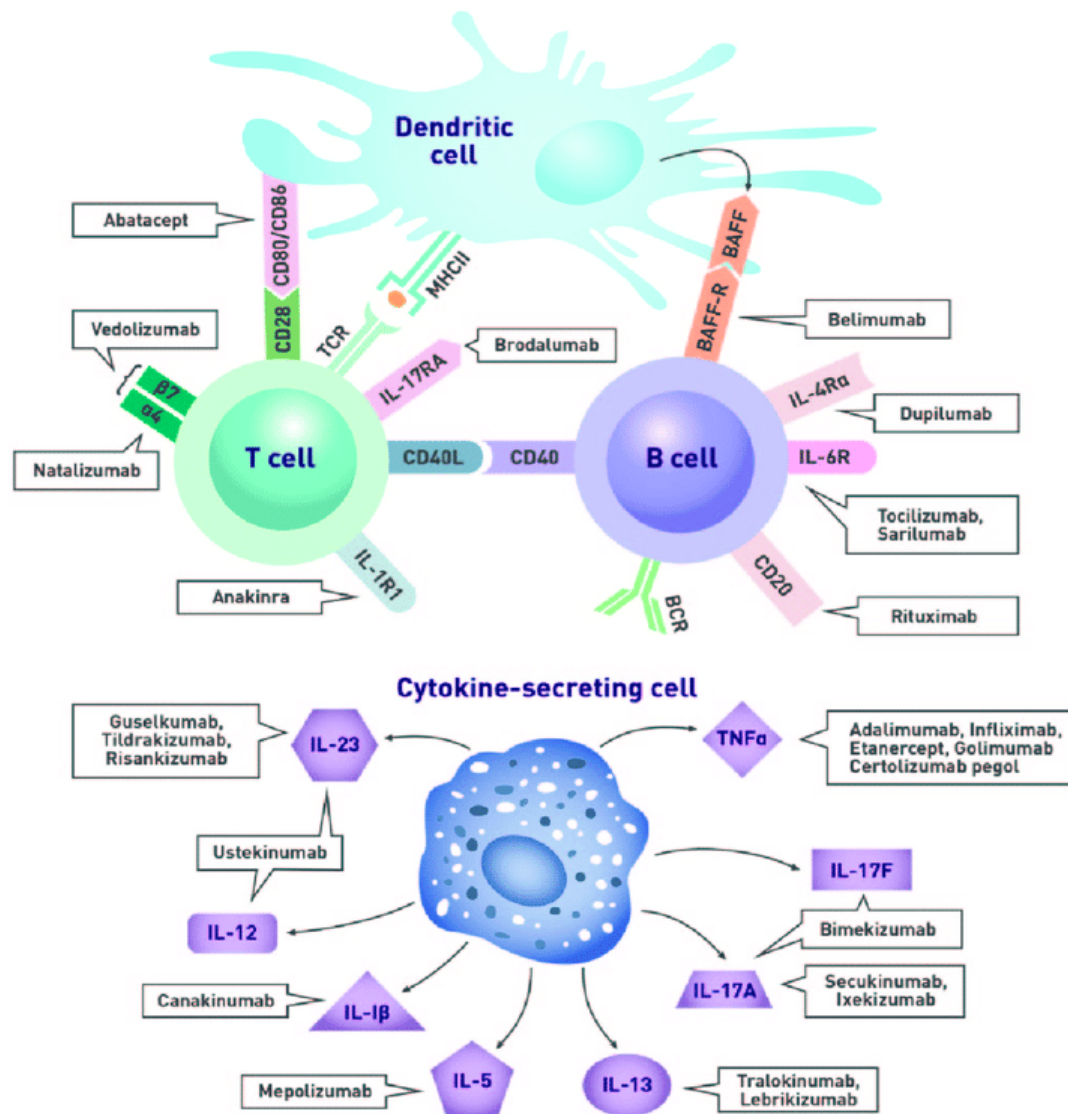 Dendritic
cell
Abatacept
CD80/CD86
CD28
TCR
MHCII
BAFF
BAFF-R
Belimumab
Vedolizumab
β7
α4
Natalizumab
IL-17RA
Brodalumab
T cell
CD40L
CD40
B cell
IL-4Rα
Dupilumab
IL-6R
Tocilizumab,
Sarilumab
IL-1R1
Anakinra
BCR
CD20
Rituximab
Cytokine-secreting cell
Guselkumab,
Tildrakizumab,
Risankizumab
IL-23
TNFα
Adalimumab, Infliximab,
Etanercept, Golimumab
Certolizumab pegol
Ustekinumab
IL-12
IL-17F
Bimekizumab
Canakinumab
IL-Iβ
IL-17A
Secukinumab,
Ixekizumab
Mepolizumab
IL-5
IL-13
Tralokinumab,
Lebrikizumab